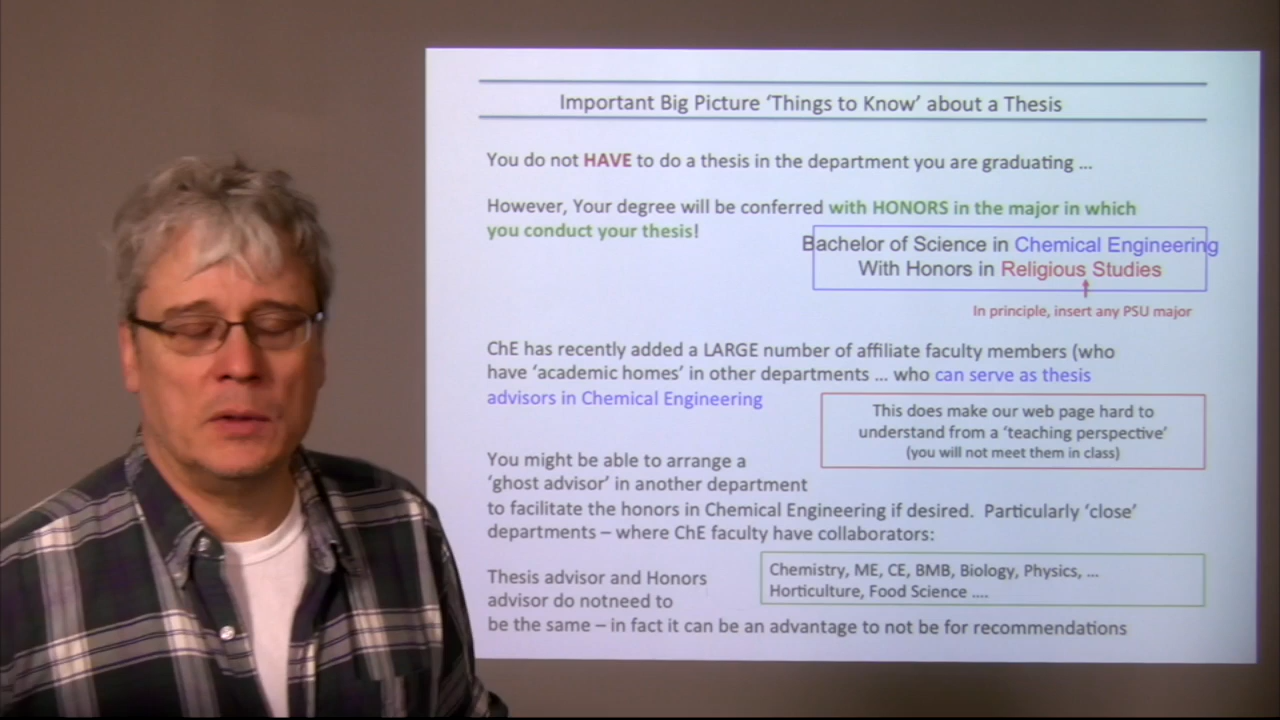 Important Big Picture ‘Things to Know’ about a Thesis
You do not HAVE to do a thesis in the department you are graduating ...
However, Your degree will be conferred with HONORS in the major in which
you conduct your thesis!
Bachelor of Science in Chemical Engineering
With Honors in Religious Studies
In principle, insert any PSU major
ChE has recently added a LARGE number of affiliate faculty members (who
have ‘academic homes’ in other departments ... who can serve as thesis
advisors in Chemical Engineering
This does make our web page hard to
understand from a ‘teaching perspective’
(you will not meet them in class)
You might be able to arrange a
‘ghost advisor’ in another department
to facilitate the honors in Chemical Engineering if desired. Particularly ‘close’
departments – where ChE faculty have collaborators:
Chemistry, ME, CE, BMB, Biology, Physics, ...
Horticulture, Food Science ....
Thesis advisor and Honors
advisor do notneed to
be the same – in fact it can be an advantage to not be for recommendations